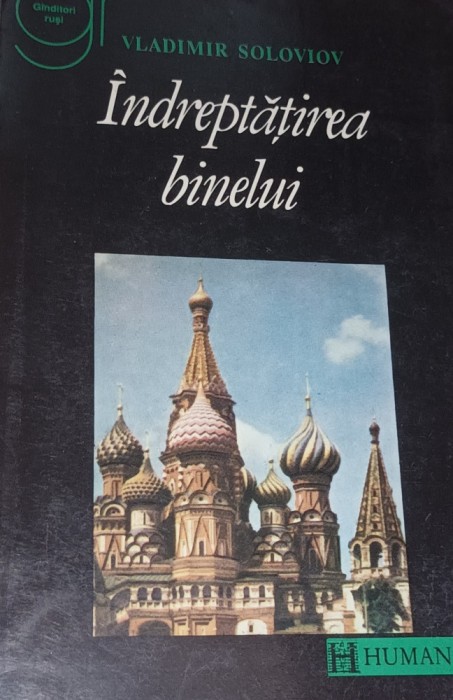 Gînditori
ruşi
VLADIMIR SOLOVIOV
Îndreptăţirea
binelui
HUMAN